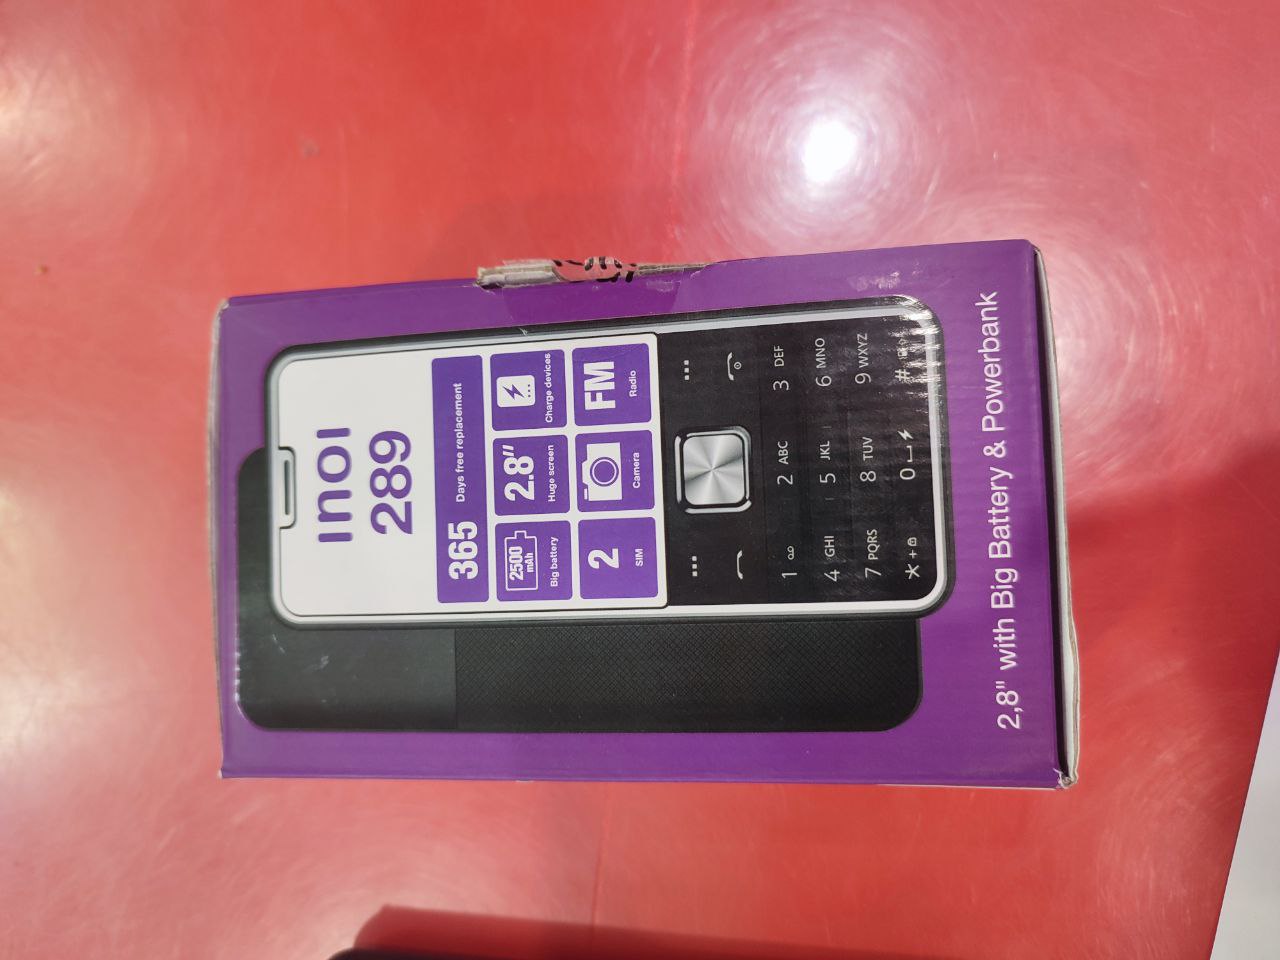 INOI
289
365 Days free replacement
2500
mAh
Big battery
2.8"
Huge screen
Charge devices
2
SIM
Camera
FM
Radio
1
2 ABC
3 DEF
4 GHI
5 JKL
6 MNO
7 PQRS
8 TUV
9 WXYZ
* +
0
#
2,8" with Big Battery & Powerbank